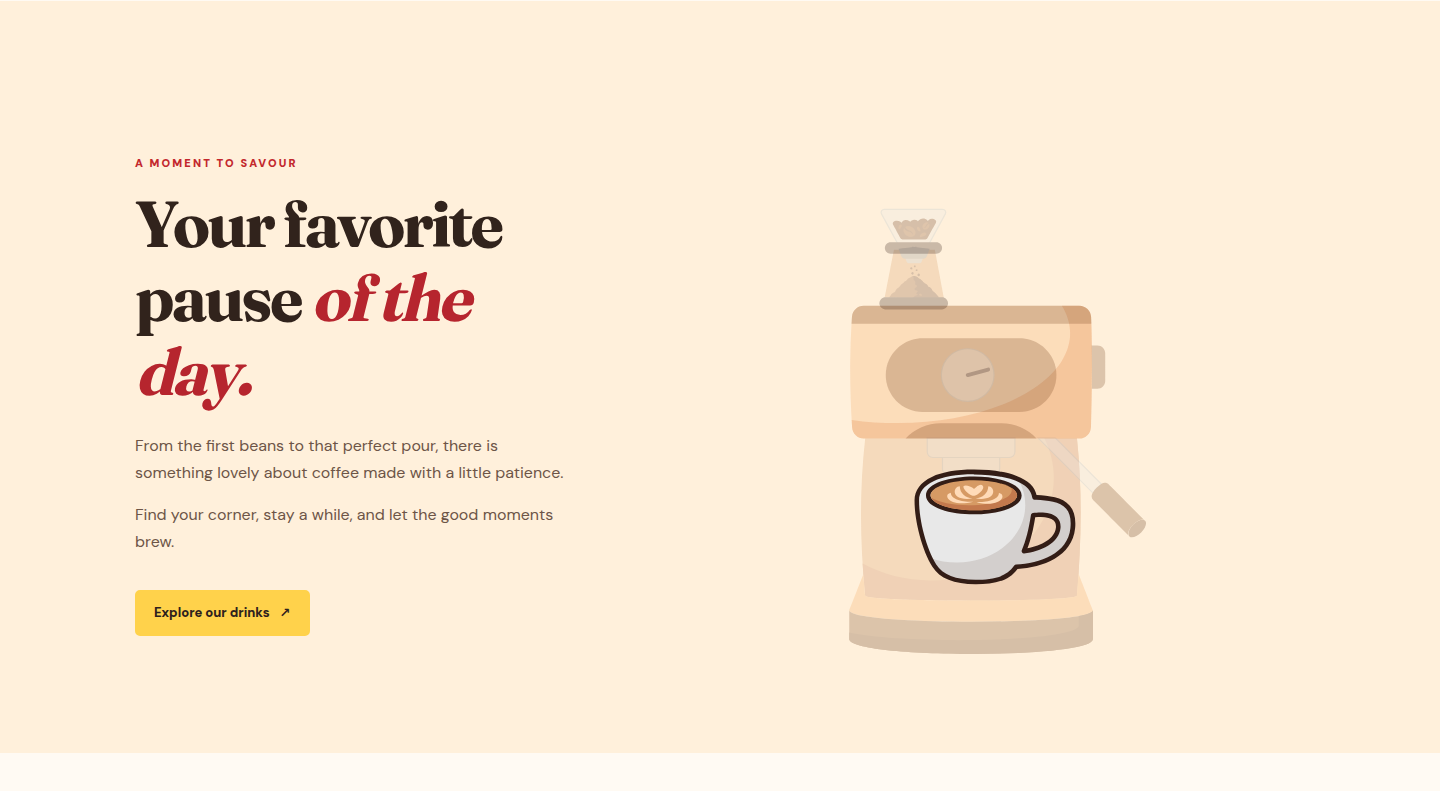 A MOMENT TO SAVOUR
Your favorite
pause of the
day.
From the first beans to that perfect pour, there is
something lovely about coffee made with a little patience.
Find your corner, stay a while, and let the good moments
brew.
Explore our drinks ↗